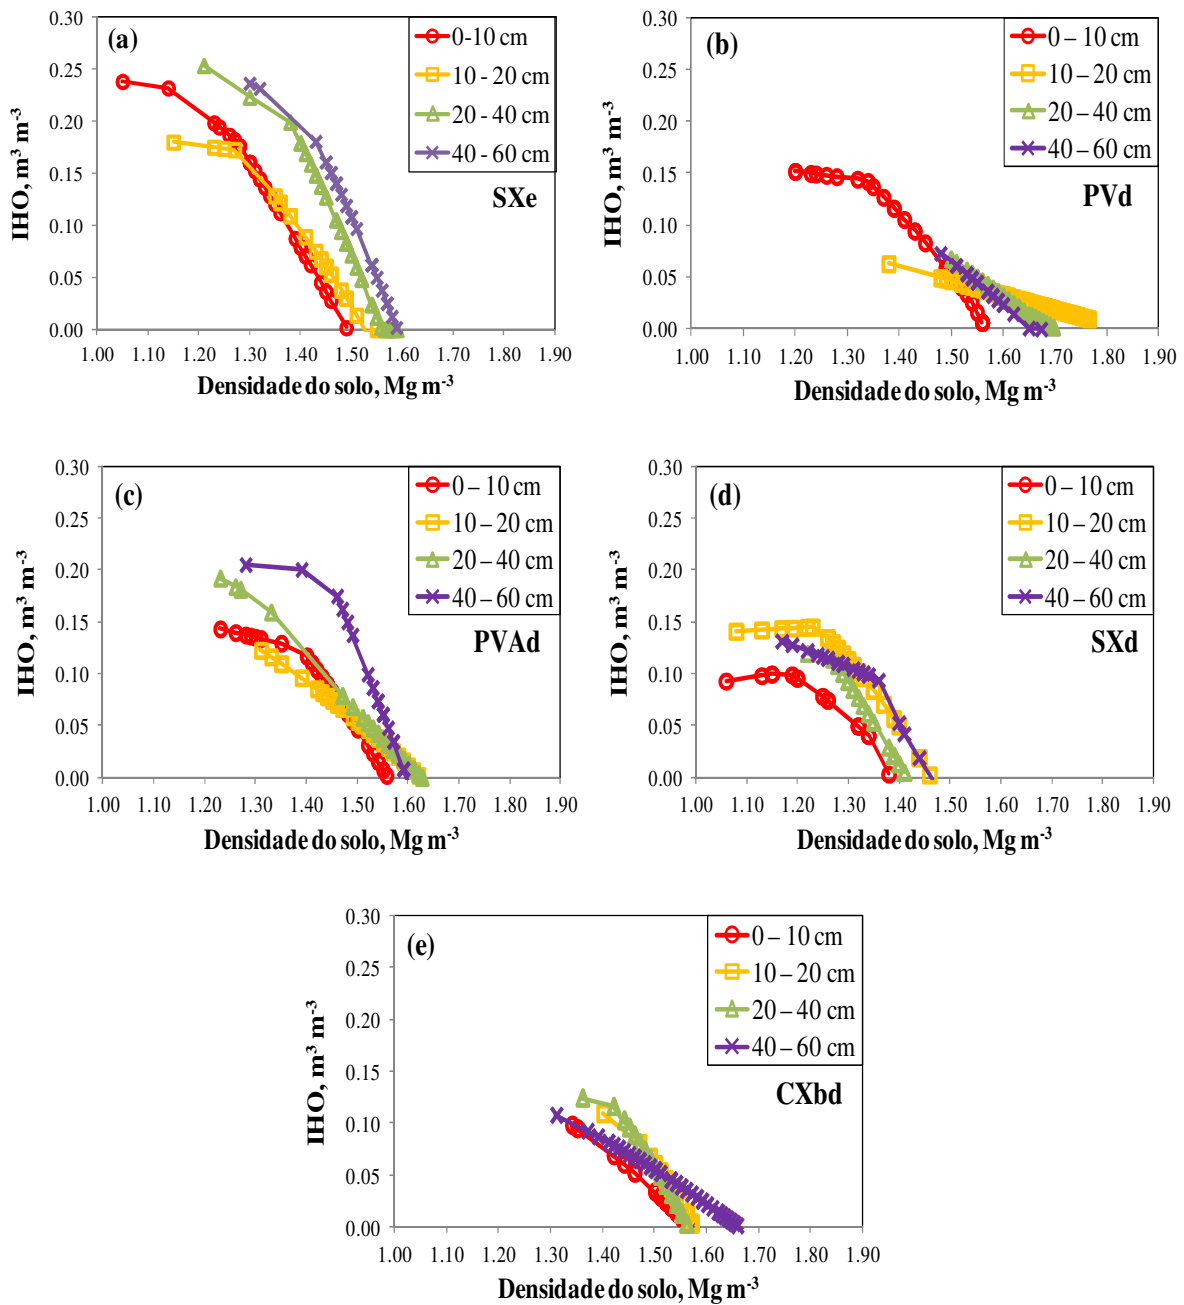 (a)
IHO, m³ m⁻³
0.30
0.25
0.20
0.15
0.10
0.05
0.00
1.00 1.10 1.20 1.30 1.40 1.50 1.60 1.70 1.80 1.90
Densidade do solo, Mg m⁻³
0-10 cm
10 - 20 cm
20 - 40 cm
40 - 60 cm
SXe
(b)
IHO, m³ m⁻³
0.30
0.25
0.20
0.15
0.10
0.05
0.00
1.00 1.10 1.20 1.30 1.40 1.50 1.60 1.70 1.80 1.90
Densidade do solo, Mg m⁻³
0 – 10 cm
10 – 20 cm
20 – 40 cm
40 – 60 cm
PVd
(c)
IHO, m³ m⁻³
0.30
0.25
0.20
0.15
0.10
0.05
0.00
1.00 1.10 1.20 1.30 1.40 1.50 1.60 1.70 1.80 1.90
Densidade do solo, Mg m⁻³
0 – 10 cm
10 – 20 cm
20 – 40 cm
40 – 60 cm
PVAd
(d)
IHO, m³ m⁻³
0.30
0.25
0.20
0.15
0.10
0.05
0.00
1.00 1.10 1.20 1.30 1.40 1.50 1.60 1.70 1.80 1.90
Densidade do solo, Mg m⁻³
0 – 10 cm
10 – 20 cm
20 – 40 cm
40 – 60 cm
SXd
(e)
IHO, m³ m⁻³
0.30
0.25
0.20
0.15
0.10
0.05
0.00
1.00 1.10 1.20 1.30 1.40 1.50 1.60 1.70 1.80 1.90
Densidade do solo, Mg m⁻³
0 – 10 cm
10 – 20 cm
20 – 40 cm
40 – 60 cm
CXbd